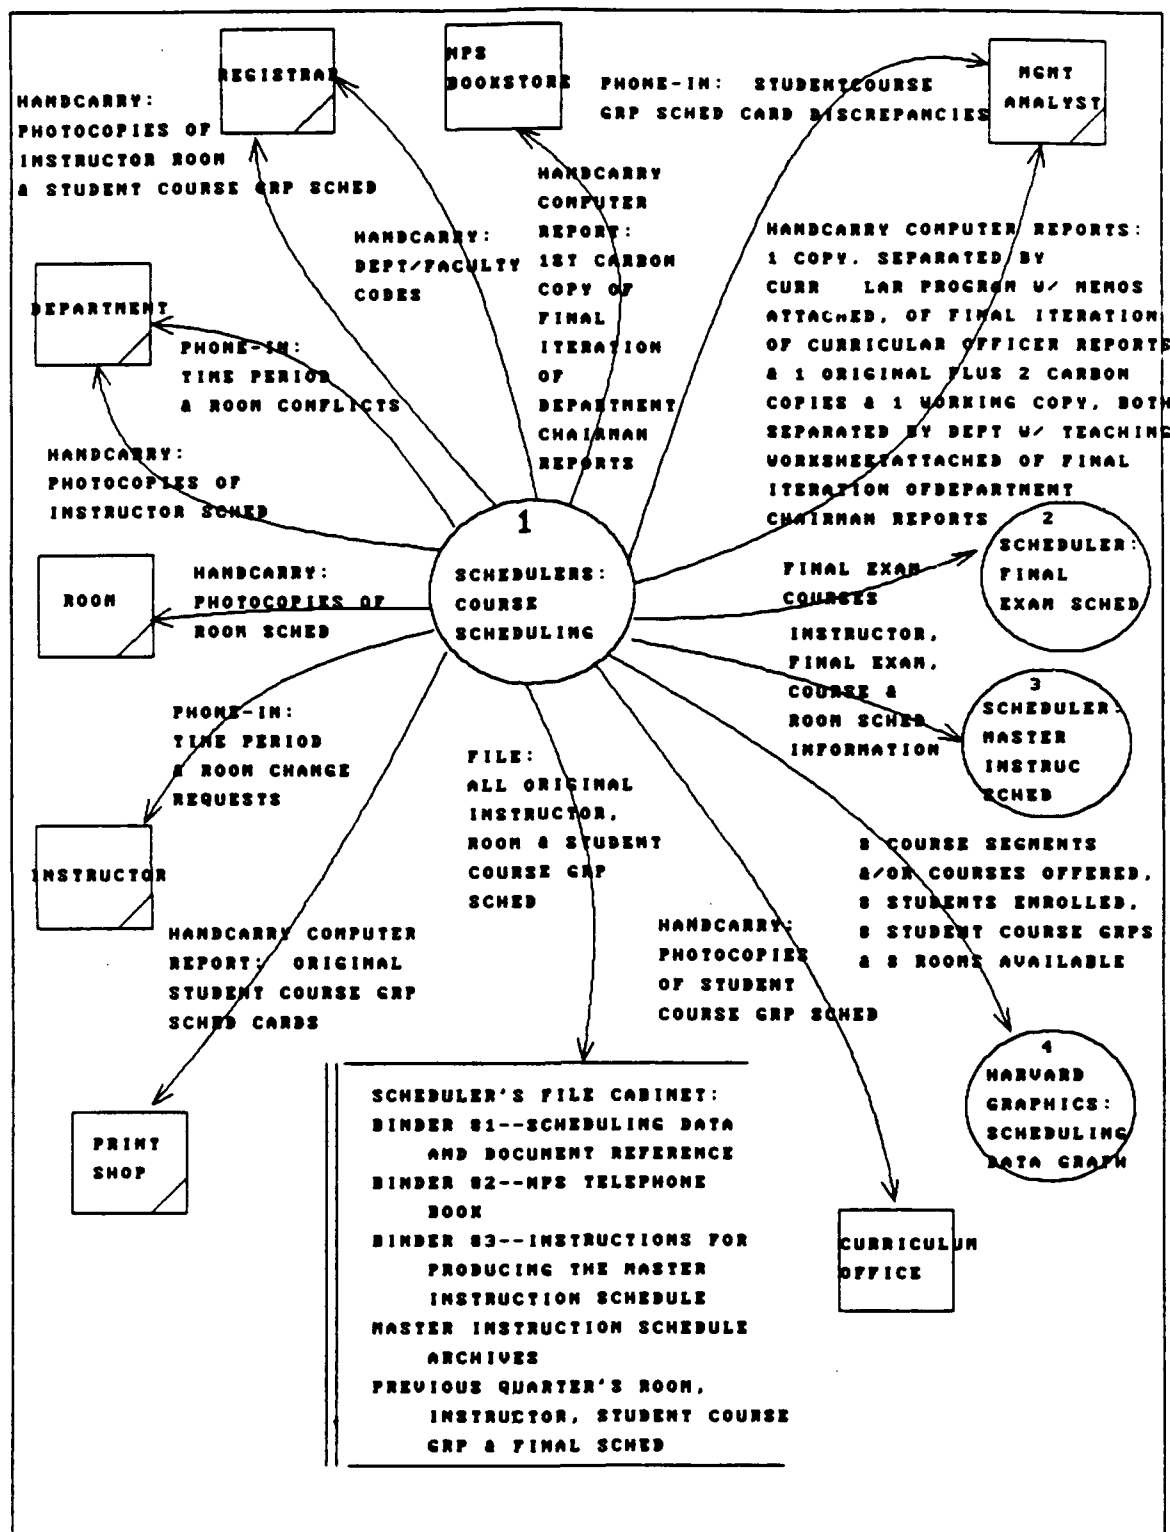 REGISTRAR
NPS
BOOKSTORE
PHONE-IN: STUDENTCOURSE
GRP SCHED CARD DISCREPANCIES
MGMT
ANALYST
HANDCARRY:
PHOTOCOPIES OF
INSTRUCTOR ROOM
& STUDENT COURSE GRP SCHED
HANDCARRY:
DEPT/FACULTY
CODES
HANDCARRY
COMPUTER
REPORT:
1ST CARBON
COPY OF
FINAL
ITERATION
OF
DEPARTMENT
CHAIRMAN
REPORTS
HANDCARRY COMPUTER REPORTS:
1 COPY, SEPARATED BY
CURR LAR PROGRAM W/ MEMOS
ATTACHED, OF FINAL ITERATION
OF CURRICULAR OFFICER REPORTS
& 1 ORIGINAL PLUS 2 CARBON
COPIES & 1 WORKING COPY, BOTH
SEPARATED BY DEPT W/ TEACHING
WORKSHEETATTACHED OF FINAL
ITERATION OFDEPARTMENT
CHAIRMAN REPORTS
DEPARTMENT
PHONE-IN:
TIME PERIOD
& ROOM CONFLICTS
HANDCARRY:
PHOTOCOPIES OF
INSTRUCTOR SCHED
1
SCHEDULERS:
COURSE
SCHEDULING
2
SCHEDULER:
FINAL
EXAM SCHED
FINAL EXAM
COURSES
ROOM
HANDCARRY:
PHOTOCOPIES OF
ROOM SCHED
INSTRUCTOR,
FINAL EXAM,
COURSE &
ROOM SCHED
INFORMATION
3
SCHEDULER:
MASTER
INSTRUC
SCHED
PHONE-IN:
TIME PERIOD
& ROOM CHANGE
REQUESTS
FILE:
ALL ORIGINAL
INSTRUCTOR,
ROOM & STUDENT
COURSE GRP
SCHED
INSTRUCTOR
# COURSE SEGMENTS
&/OR COURSES OFFERED,
# STUDENTS ENROLLED,
# STUDENT COURSE GRPS
& # ROOMS AVAILABLE
HANDCARRY COMPUTER
REPORT: ORIGINAL
STUDENT COURSE GRP
SCHED CARDS
HANDCARRY:
PHOTOCOPIES
OF STUDENT
COURSE GRP SCHED
4
HARVARD
GRAPHICS:
SCHEDULING
DATA GRAPH
PRINT
SHOP
SCHEDULER'S FILE CABINET:
BINDER #1--SCHEDULING DATA
AND DOCUMENT REFERENCE
BINDER #2--NPS TELEPHONE
BOOK
BINDER #3--INSTRUCTIONS FOR
PRODUCING THE MASTER
INSTRUCTION SCHEDULE
MASTER INSTRUCTION SCHEDULE
ARCHIVES
PREVIOUS QUARTER'S ROOM,
INSTRUCTOR, STUDENT COURSE
GRP & FINAL SCHED
CURRICULUM
OFFICE